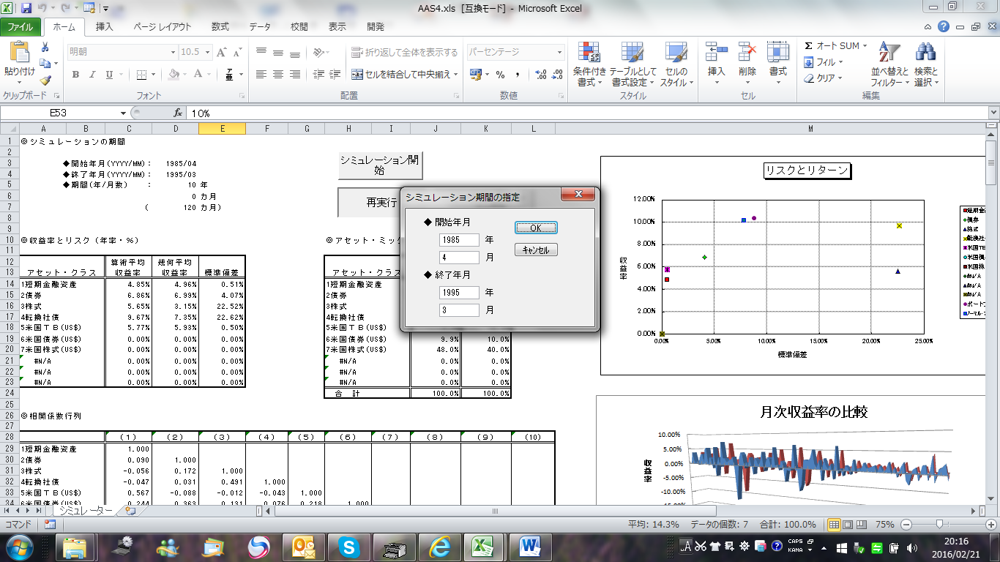 AAS4.xls [互換モード] - Microsoft Excel
ファイル ホーム 挿入 ページ レイアウト 数式 データ 校閲 表示 開発
貼り付け 明朝 10.5 折り返して全体を表示する パーセンテージ 条件付き書式 テーブルとして書式設定 セルのスタイル 挿入 削除 書式 Σ オート SUM 並べ替えとフィルター 検索と選択
B I U A 亜 セルを結合して中央揃え % , フィル クリア
クリップボード フォント 配置 数値 スタイル セル 編集
E53 fx 10%
A B C D E F G H I J K L M
1 ◎シミュレーションの期間
2
3 ◆開始年月(YYYY/MM): 1985/04
4 ◆終了年月(YYYY/MM): 1995/03
5 ◆期間(年/月数) : 10 年
6 0 カ月
7 ( 120 カ月)
8
9
10 ◎収益率とリスク(年率・%)
11
12 算術平均 幾何平均
13 アセット・クラス 収益率 収益率 標準偏差
14 1短期金融資産 4.85% 4.96% 0.51%
15 2債券 6.86% 6.99% 4.07%
16 3株式 5.65% 3.15% 22.52%
17 4転換社債 9.67% 7.35% 22.62%
18 5米国TB(US$) 5.77% 5.93% 0.50%
19 6米国債券(US$) 0.00% 0.00% 0.00%
20 7米国株式(US$) 0.00% 0.00% 0.00%
21 #N/A 0.00% 0.00% 0.00%
22 #N/A 0.00% 0.00% 0.00%
23 #N/A 0.00% 0.00% 0.00%
24
25
26 ◎相関係数行列
27
28 (1) (2) (3) (4) (5) (6) (7) (8) (9) (10)
29 1短期金融資産 1.000
30 2債券 0.090 1.000
31 3株式 -0.056 0.172 1.000
32 4転換社債 -0.047 0.031 0.491 1.000
33 5米国TB(US$) 0.567 -0.088 -0.012 -0.043 1.000
34 6米国債券(US$) 0.244 0.363 0.131 0.076 0.218 1.000
シミュレーション開
始
再実行
◎アセット・ミッ
アセット・クラス
1短期金融資産
2債券
3株式
4転換社債
5米国TB(US$)
6米国債券(US$) 3.9% 10.0%
7米国株式(US$) 48.0% 40.0%
#N/A 0.0% 0.0%
#N/A 0.0% 0.0%
#N/A 0.0% 0.0%
合 計 100.0% 100.0%
シミュレーション期間の指定
◆ 開始年月
1985 年
OK
4 月
キャンセル
◆ 終了年月
1995 年
3 月
リスクとリターン
12.00%
10.00%
8.00%
6.00%
4.00%
2.00%
0.00%
収益率
0.00% 5.00% 10.00% 15.00% 20.00% 25.00%
標準偏差
短期金
債券
株式
転換社
米国TB
米国債
米国株
#N/A
#N/A
#N/A
ポートフ
ノーマル・
月次収益率の比較
10.00%
5.00%
0.00%
-5.00%
-10.00%
-15.00%
収益率
シミュレーター
コマンド 平均: 14.3% データの個数: 7 合計: 100.0% 75%
A CAPS KANA
20:16
2016/02/21